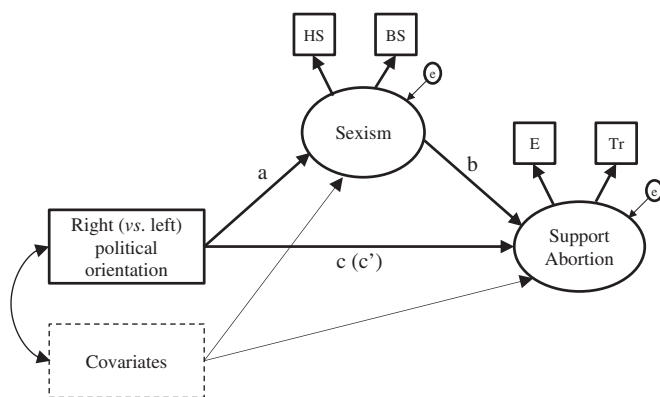 HS
BS
e
Sexism
E
Tr
a
b
e
Right (vs. left)
political
orientation
Support
Abortion
c (c’)
Covariates